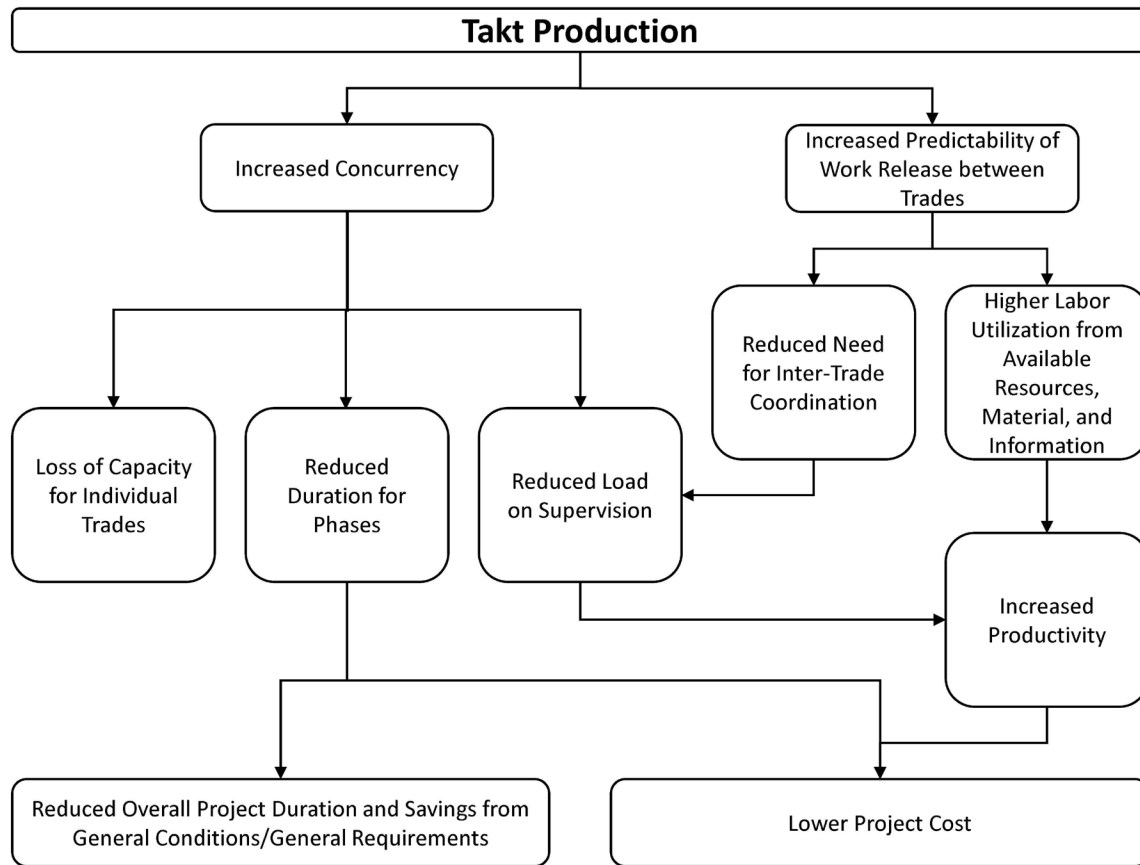 Takt Production
Increased Concurrency
Increased Predictability of
Work Release between
Trades
Reduced Need
for Inter-Trade
Coordination
Higher Labor
Utilization from
Available
Resources,
Material, and
Information
Loss of Capacity
for Individual
Trades
Reduced
Duration for
Phases
Reduced Load
on Supervision
Increased
Productivity
Reduced Overall Project Duration and Savings from
General Conditions/General Requirements
Lower Project Cost